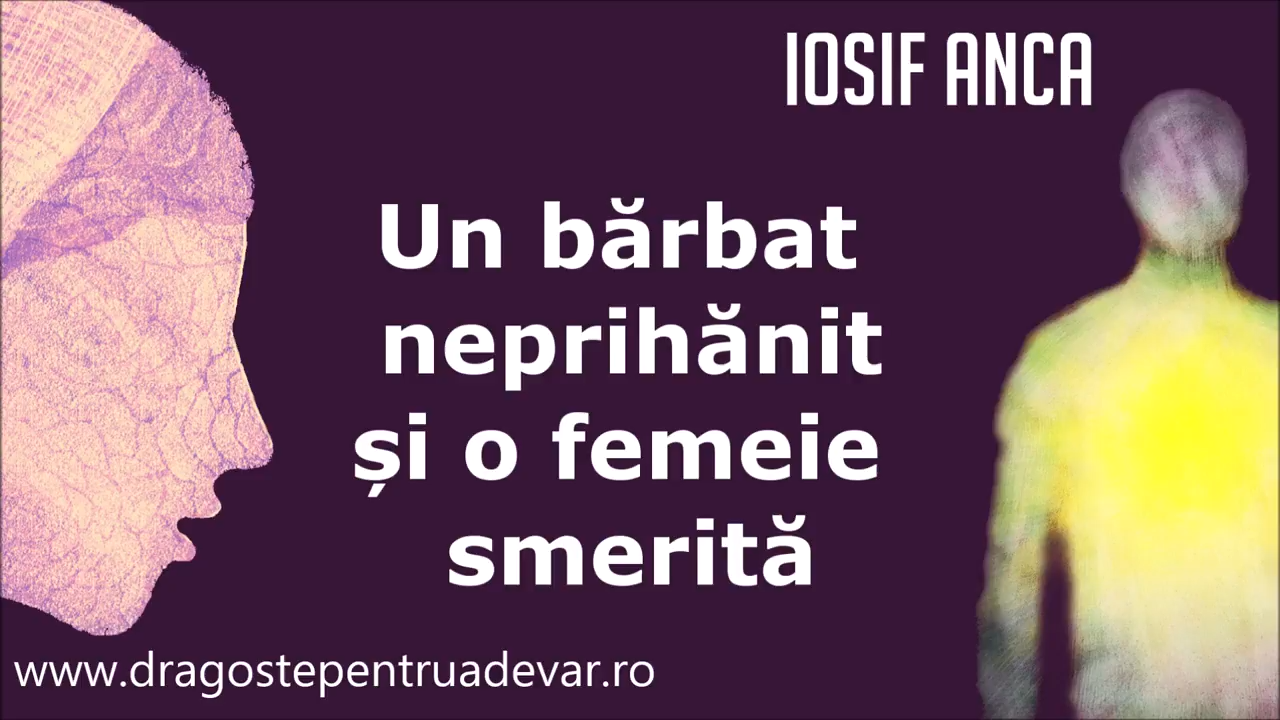 IOSIF ANCA
Un bărbat
neprihănit
și o femeie
smerită
www.dragostepentruadevar.ro